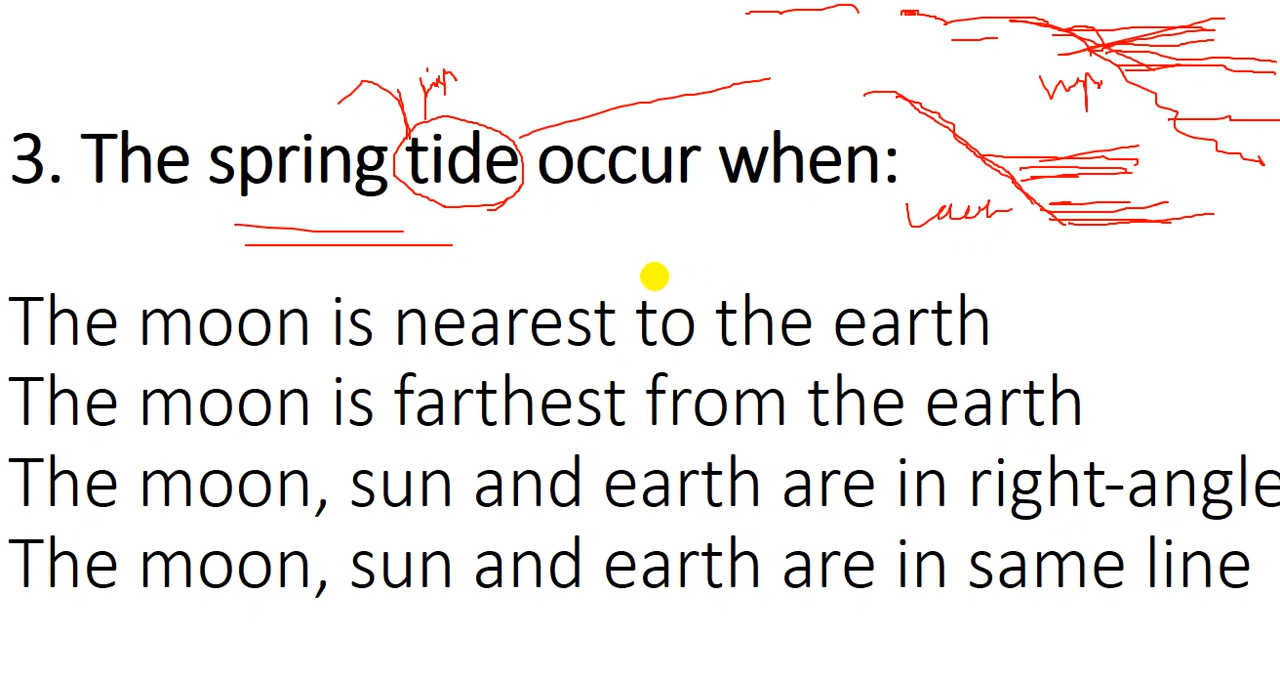 3. The spring tide occur when:
The moon is nearest to the earth
The moon is farthest from the earth
The moon, sun and earth are in right-angle
The moon, sun and earth are in same line